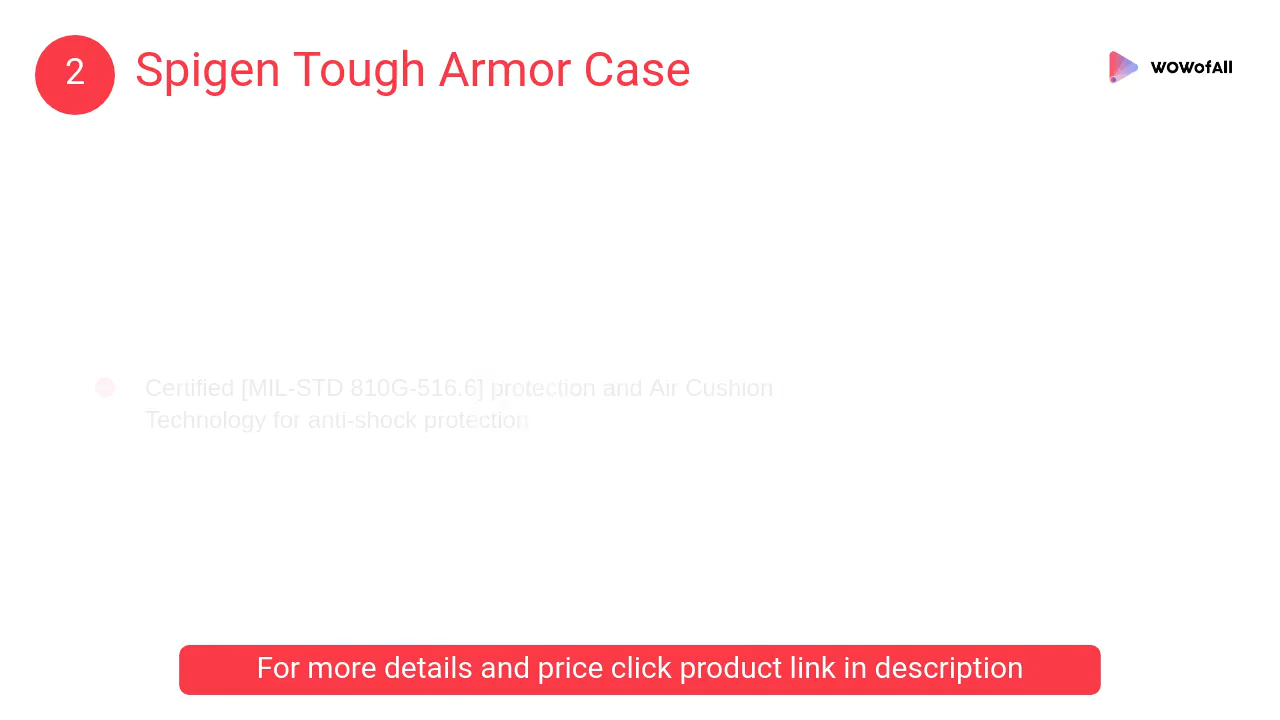 2
Spigen Tough Armor Case
WOWofAll
Certified [MIL-STD 810G-516.6] protection and Air Cushion
Technology for anti-shock protection
For more details and price click product link in description